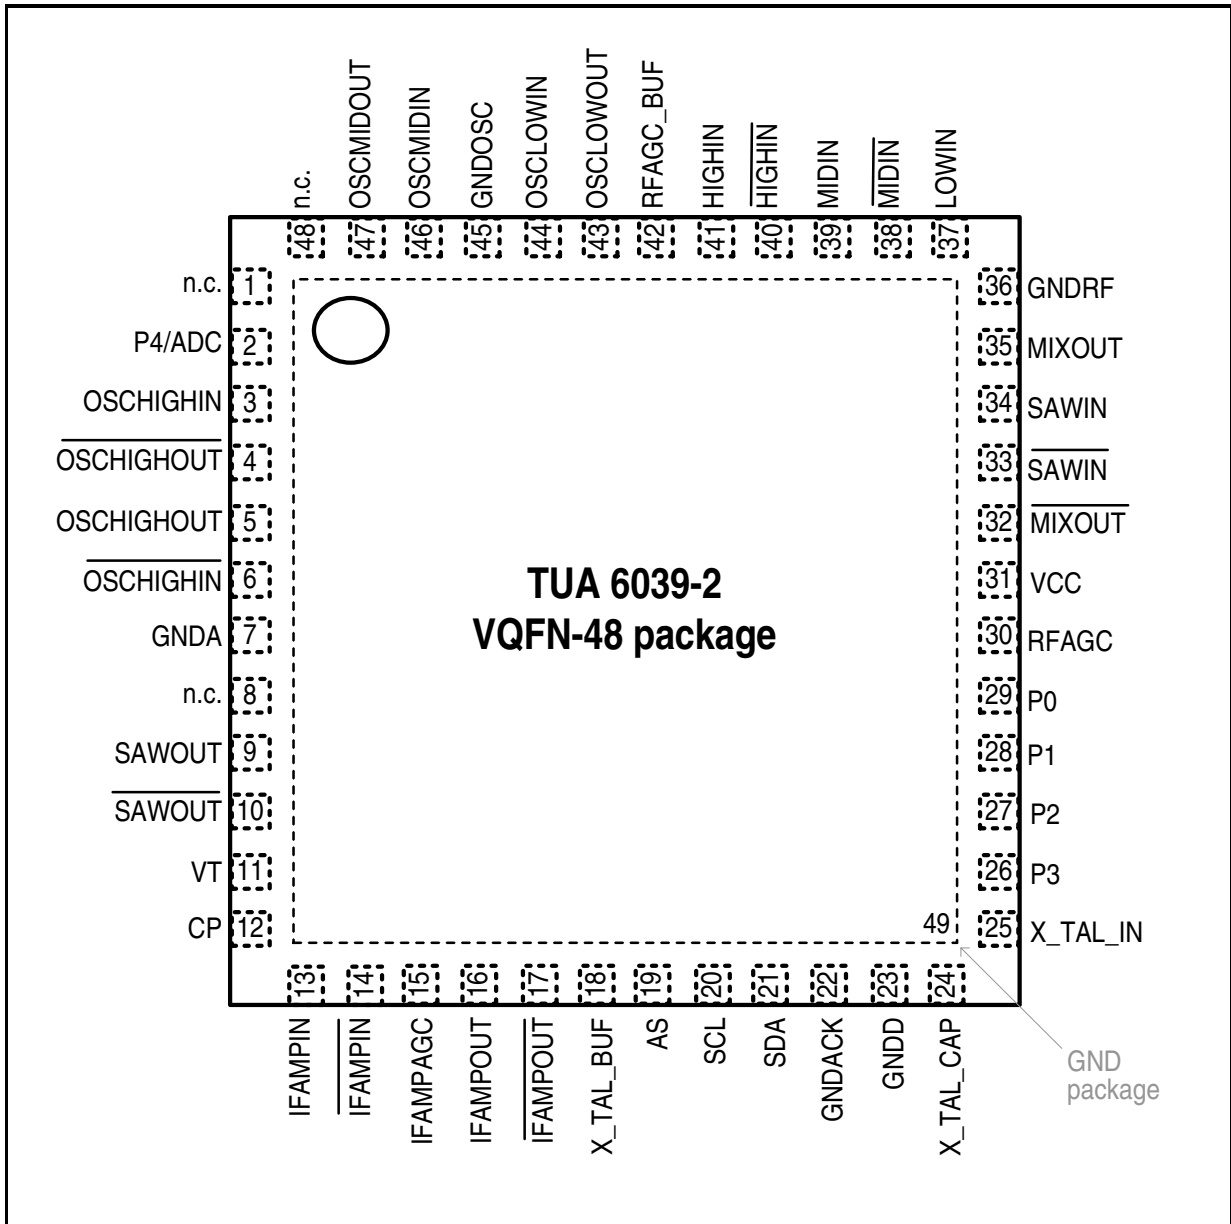 OSCMIDOUT
OSCMIDIN
GNDOSC
OSCLOWIN
OSCLOWOUT
RFAGC_BUF
HIGHIN
HIGHIN
MIDIN
MIDIN
LOWIN
n.c.
48
47
46
45
44
43
42
41
40
39
38
37
n.c. 1
P4/ADC 2
OSCHIGHIN 3
OSCHIGHOUT 4
OSCHIGHOUT 5
OSCHIGHIN 6
GNDA 7
n.c. 8
SAWOUT 9
SAWOUT 10
VT 11
CP 12
TUA 6039-2
VQFN-48 package
36 GNDRF
35 MIXOUT
34 SAWIN
33 SAWIN
32 MIXOUT
31 VCC
30 RFAGC
29 P0
28 P1
27 P2
26 P3
25 X_TAL_IN
49
13
14
15
16
17
18
19
20
21
22
23
24
IFAMPIN
IFAMPIN
IFAMPAGC
IFAMPOUT
IFAMPOUT
X_TAL_BUF
AS
SCL
SDA
GNDACK
GNDD
X_TAL_CAP
GND
package